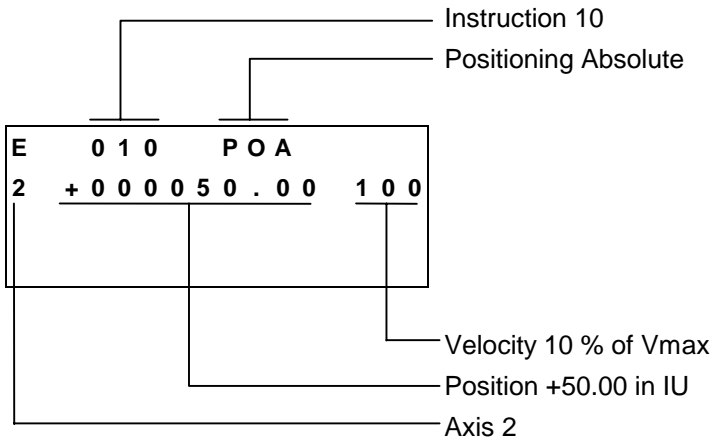 Instruction 10
Positioning Absolute
E 010 POA
2 +000050.00 100
Velocity 10 % of Vmax
Position +50.00 in IU
Axis 2